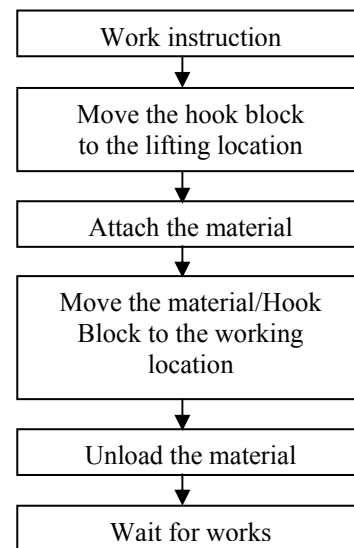 Work instruction
Move the hook block
to the lifting location
Attach the material
Move the material/Hook
Block to the working
location
Unload the material
Wait for works